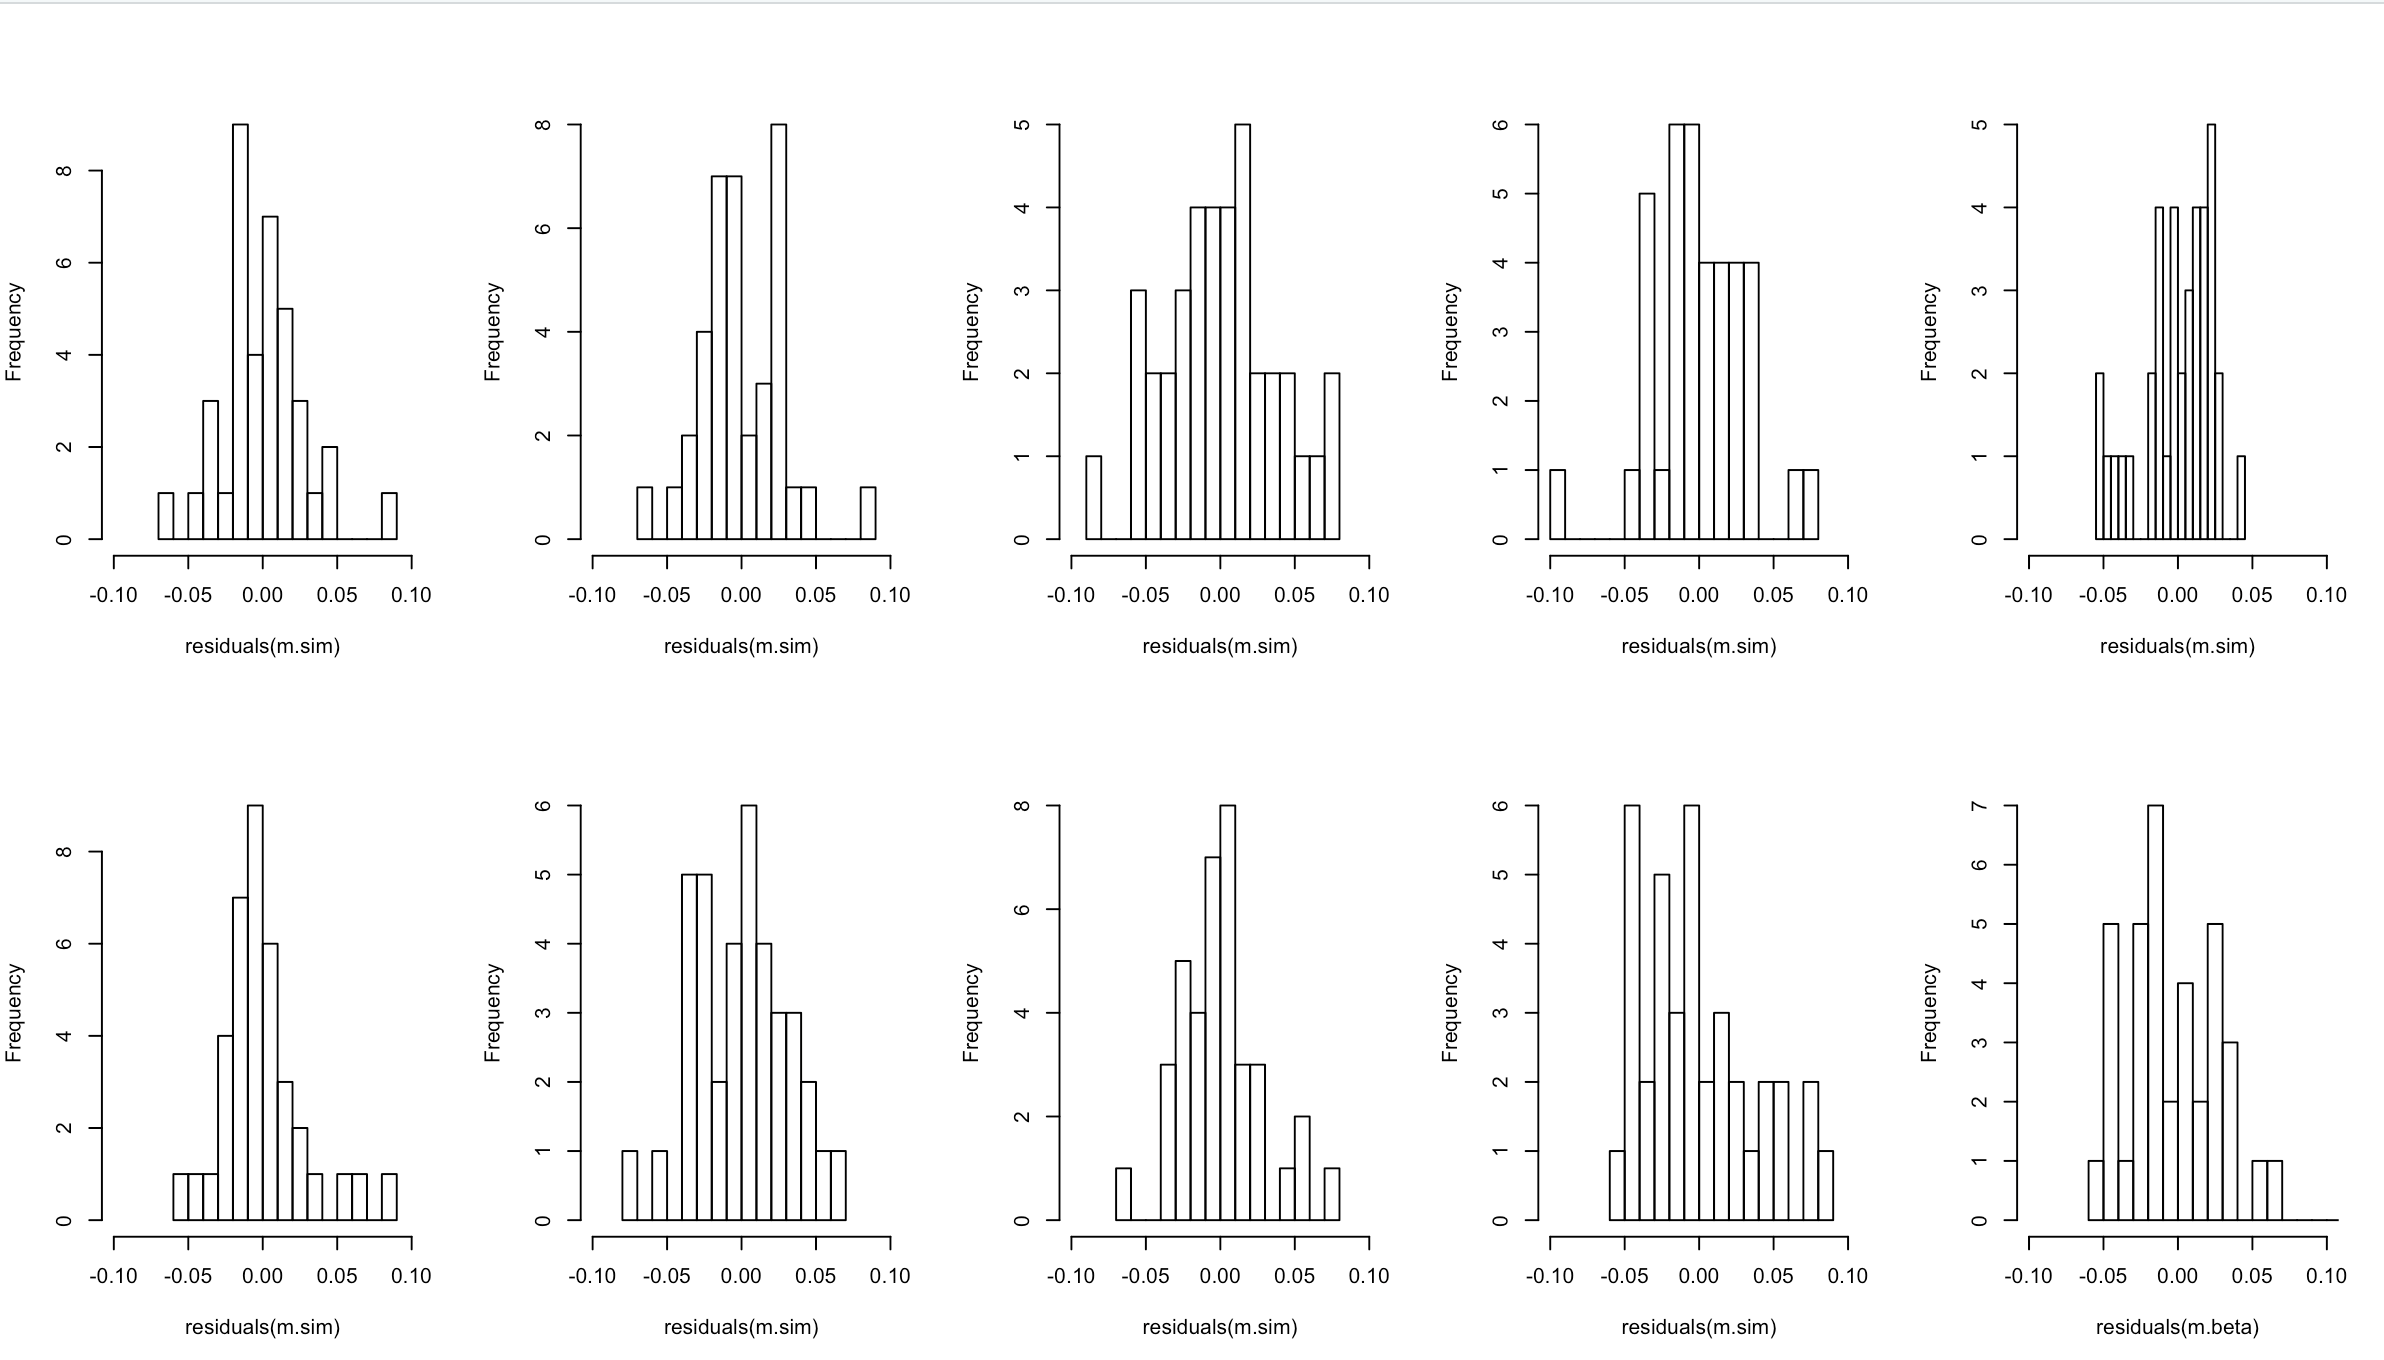 Frequency
0 2 4 6 8
-0.10 -0.05 0.00 0.05 0.10
residuals(m.sim)
Frequency
0 2 4 6 8
-0.10 -0.05 0.00 0.05 0.10
residuals(m.sim)
Frequency
0 1 2 3 4 5
-0.10 -0.05 0.00 0.05 0.10
residuals(m.sim)
Frequency
0 1 2 3 4 5 6
-0.10 -0.05 0.00 0.05 0.10
residuals(m.sim)
Frequency
0 1 2 3 4 5
-0.10 -0.05 0.00 0.05 0.10
residuals(m.sim)
Frequency
0 2 4 6 8
-0.10 -0.05 0.00 0.05 0.10
residuals(m.sim)
Frequency
0 1 2 3 4 5 6
-0.10 -0.05 0.00 0.05 0.10
residuals(m.sim)
Frequency
0 2 4 6 8
-0.10 -0.05 0.00 0.05 0.10
residuals(m.sim)
Frequency
0 1 2 3 4 5 6
-0.10 -0.05 0.00 0.05 0.10
residuals(m.sim)
Frequency
0 1 2 3 4 5 6 7
-0.10 -0.05 0.00 0.05 0.10
residuals(m.beta)